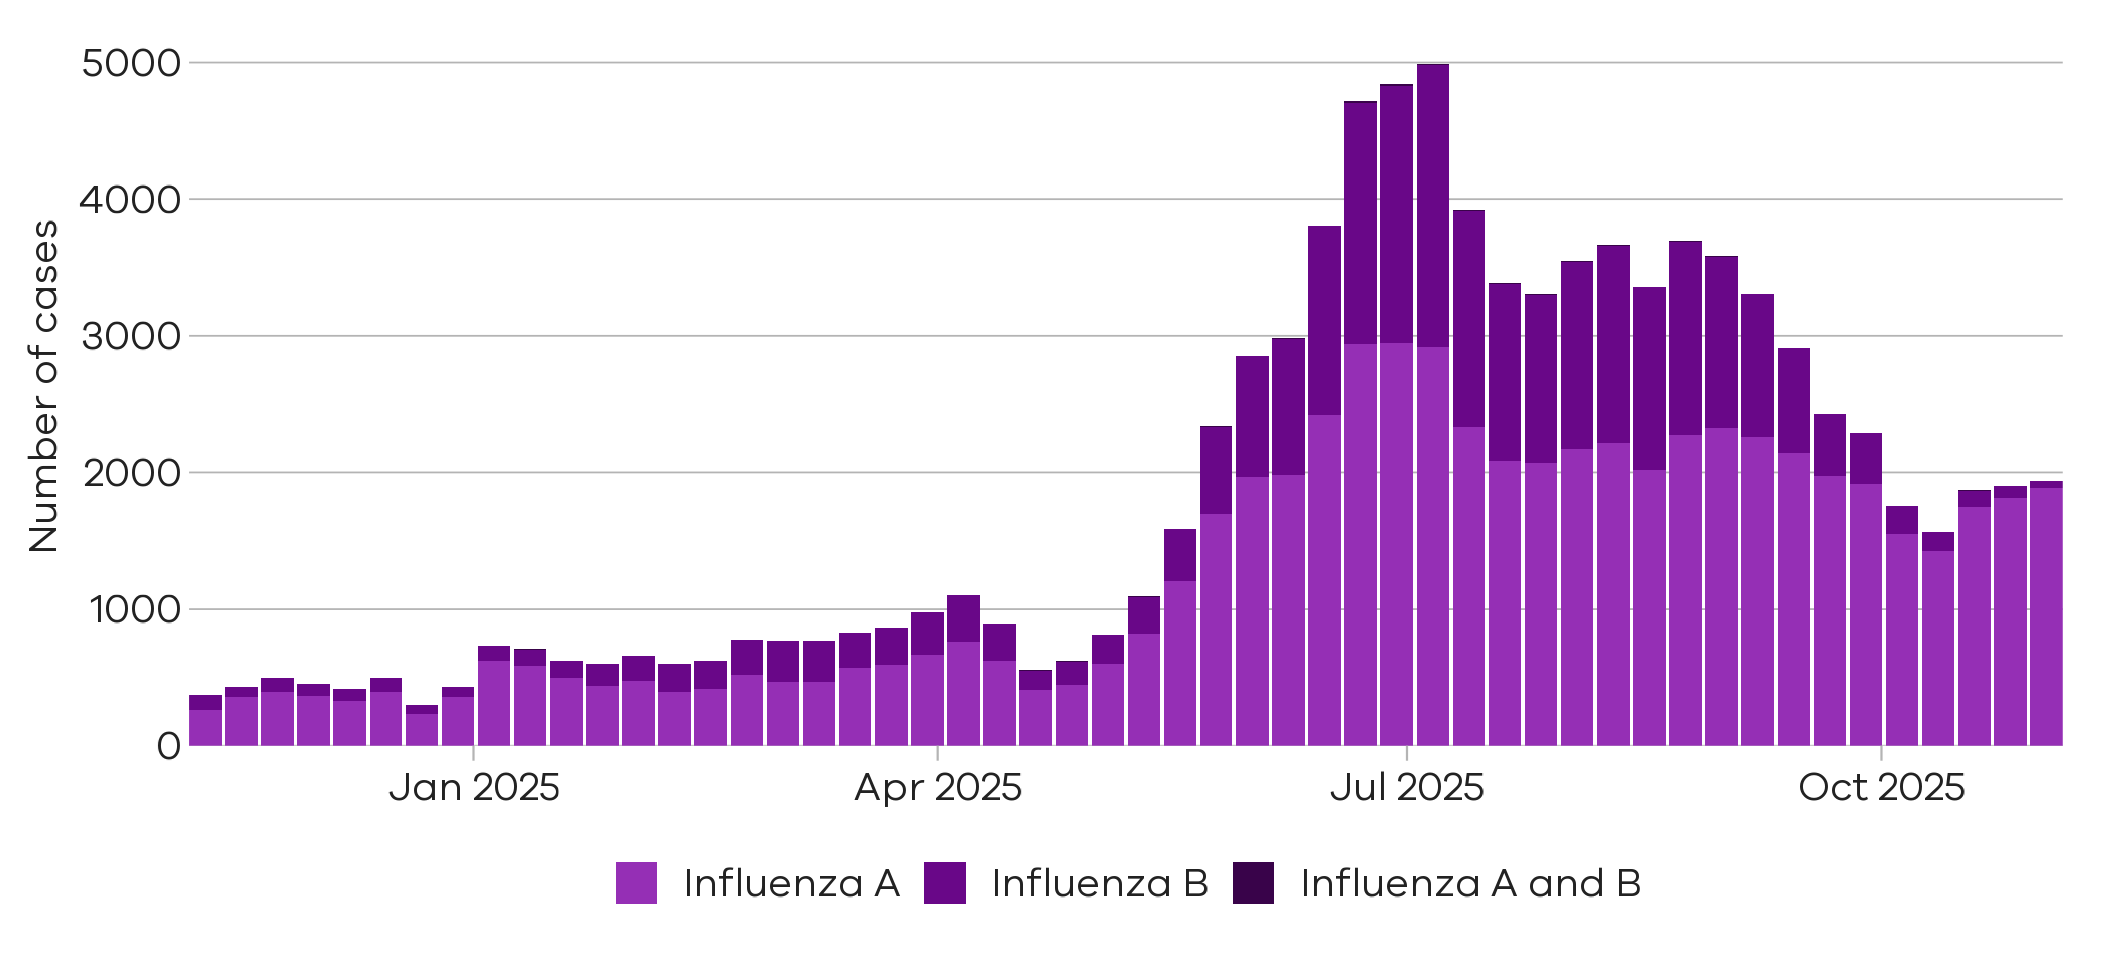 5000
4000
3000
2000
1000
0
Number of cases
Jan 2025 Apr 2025 Jul 2025 Oct 2025
Influenza A Influenza B Influenza A and B